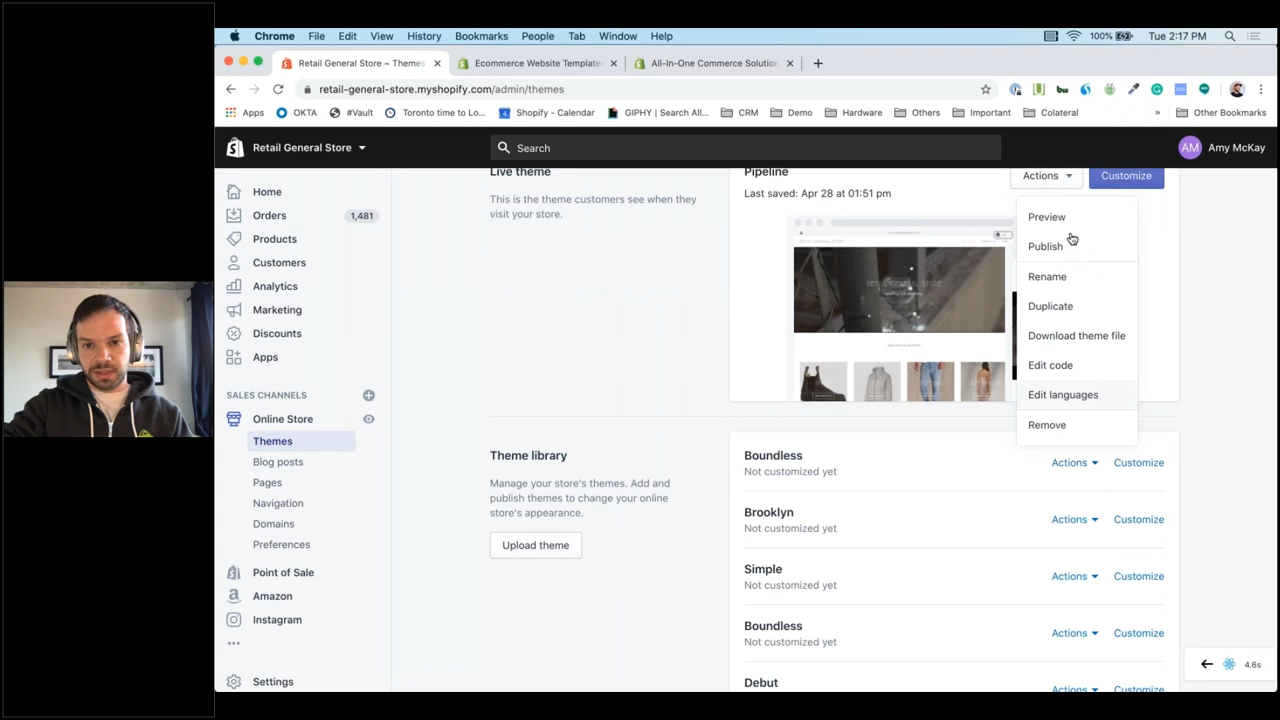 Chrome File Edit View History Bookmarks People Tab Window Help 100% Tue 2:17 PM
Retail General Store ~ Themes Ecommerce Website Templates All-In-One Commerce Solution
retail-general-store.myshopify.com/admin/themes
Apps OKTA #Vault Toronto time to Lo... 4 Shopify - Calendar GIPHY | Search All... CRM Demo Hardware Others Important Colateral » Other Bookmarks
Retail General Store Search AM Amy McKay
Home
Orders 1,481
Products
Customers
Analytics
Marketing
Discounts
Apps
SALES CHANNELS
Online Store
Themes
Blog posts
Pages
Navigation
Domains
Preferences
Point of Sale
Amazon
Instagram
Settings
Live theme
This is the theme customers see when they
visit your store.
Pipeline
Last saved: Apr 28 at 01:51 pm
Actions Customize
RETAIL GENERAL STORE
Preview
Publish
Rename
Duplicate
Download theme file
Edit code
Edit languages
Remove
Theme library
Manage your store's themes. Add and
publish themes to change your online
store's appearance.
Upload theme
Boundless Actions Customize
Not customized yet
Brooklyn Actions Customize
Not customized yet
Simple Actions Customize
Not customized yet
Boundless Actions Customize
Not customized yet
Debut Actions Customize
4.6s